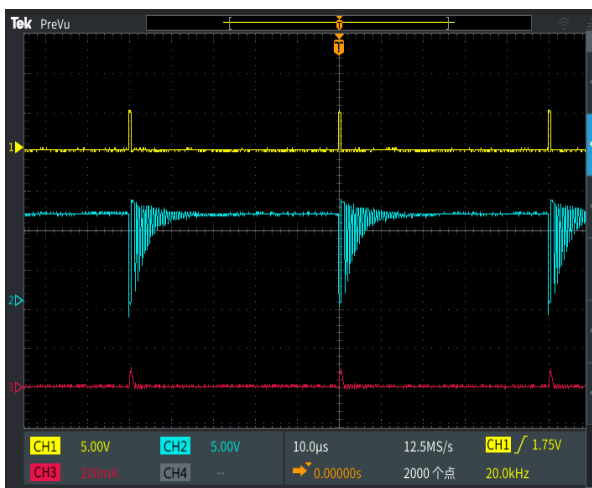 Tek PreVu
T
T
1
2
3
CH1 5.00V CH2 5.00V 10.0µs 12.5MS/s CH1 1.75V
CH3 200mA CH4 -- 0.00000s 2000 个点 20.0kHz